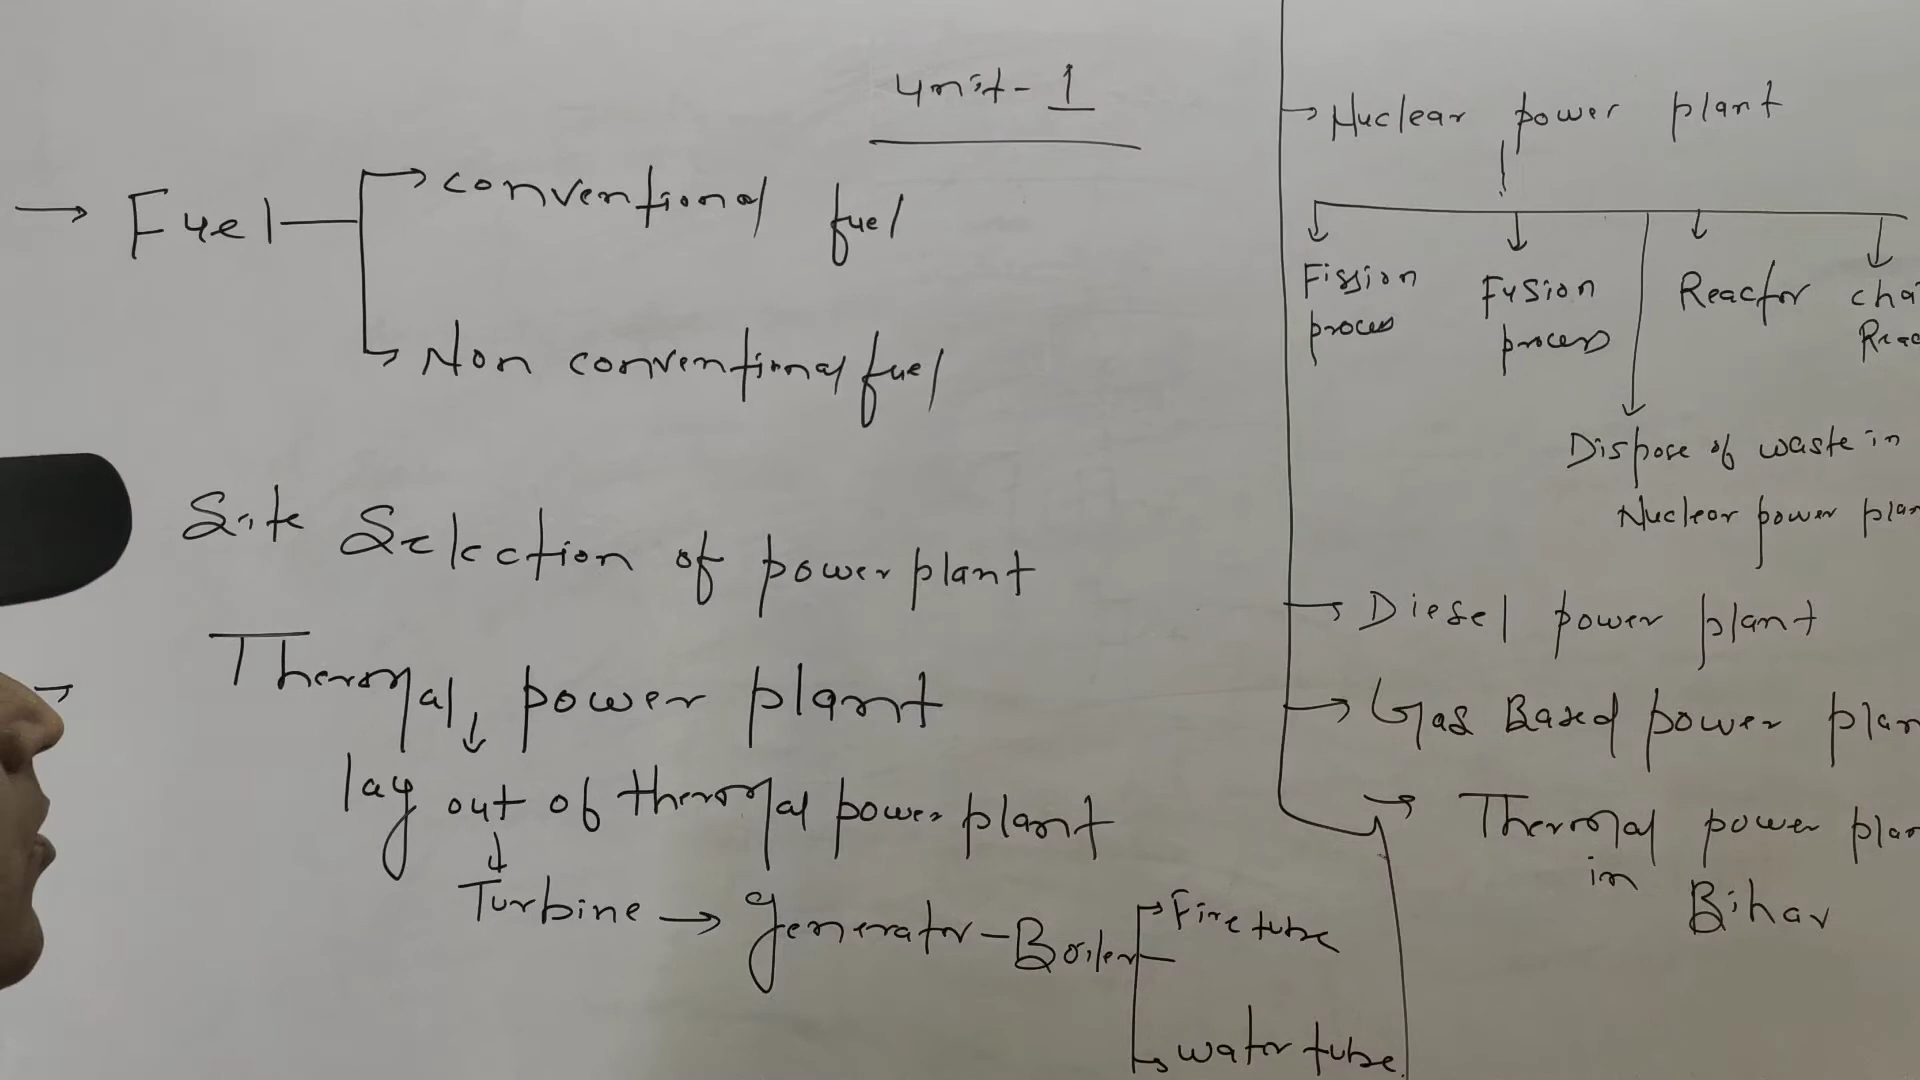 Unit - 1
→ Fuel
→ conventional fuel
→ Non conventional fuel
Site Selection of power plant
→ Thermal power plant
lay out of thermal power plant
Turbine → generator - Boiler
→ Fire tube
→ water tube
→ Nuclear power plant
Fission process
Fusion process
Reactor
Dispose of waste in
Nuclear power
→ Diesel power plant
→ Gas Based power
→ Thermal power
in Bihar